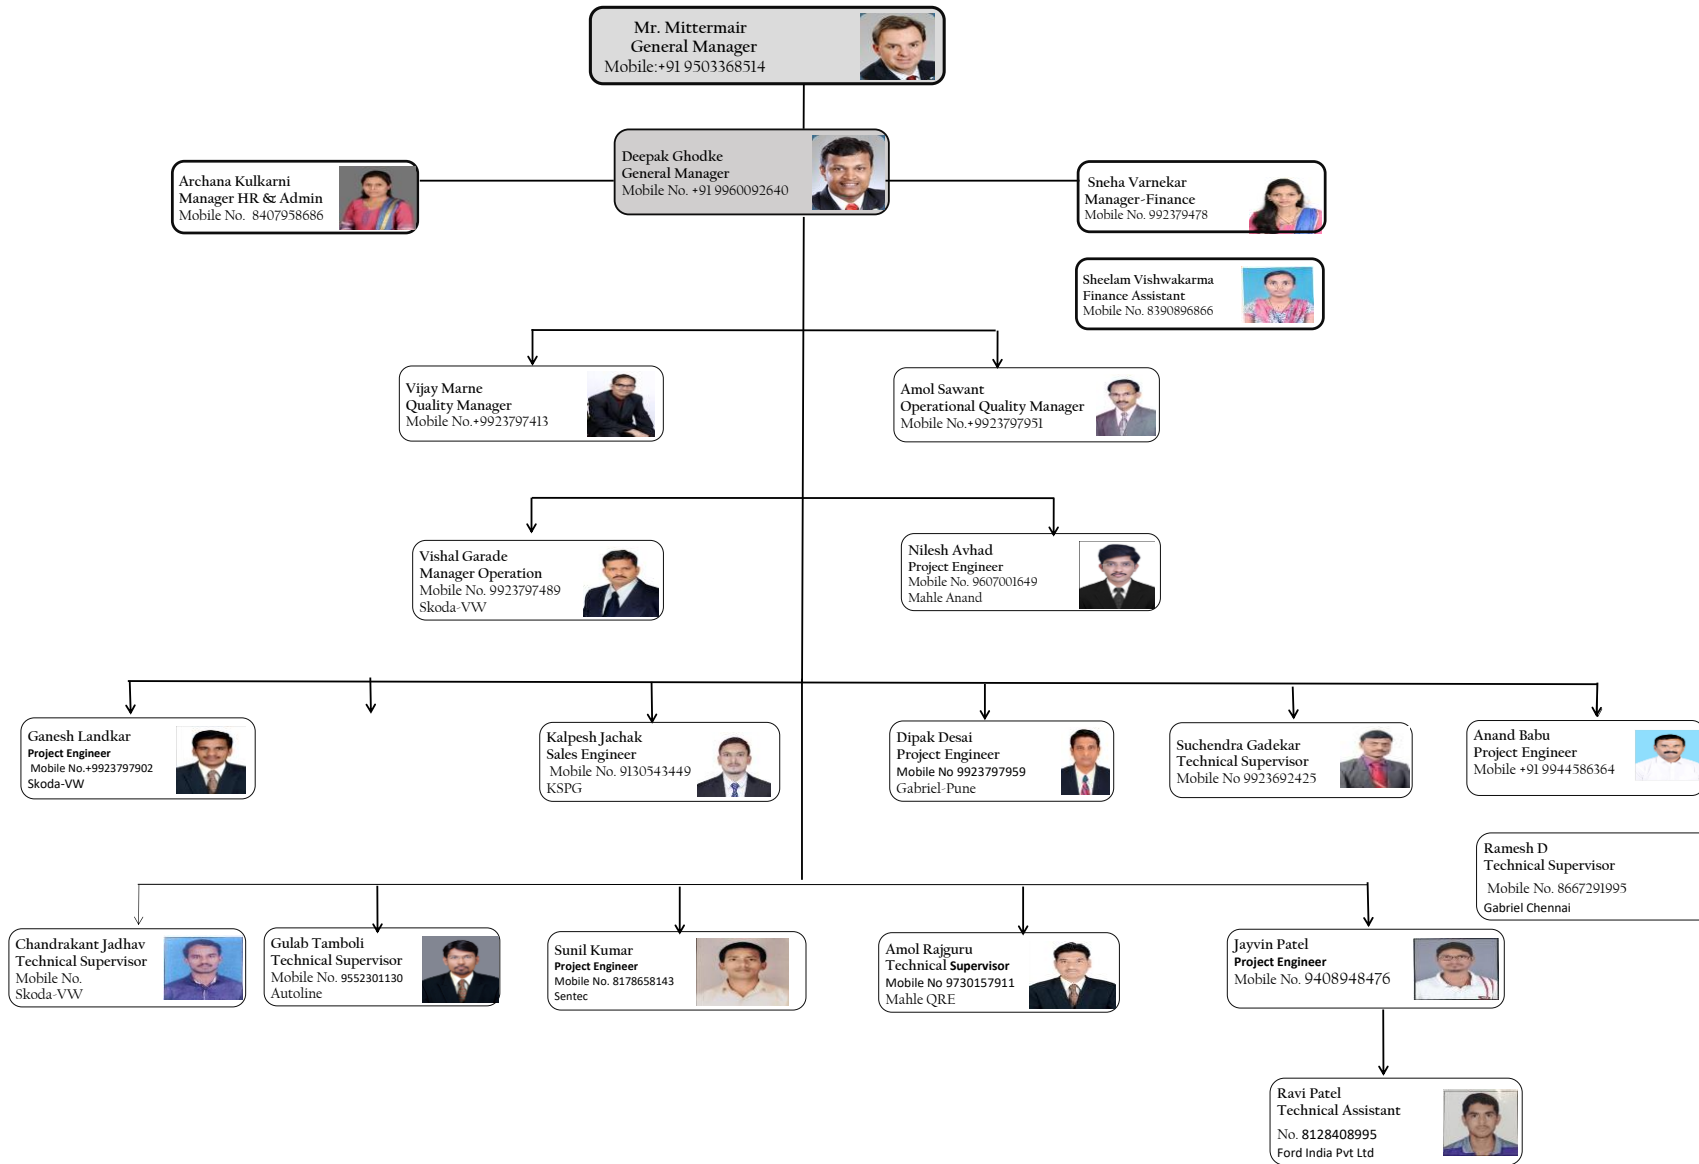 Mr. Mittermair
General Manager
Mobile:+91 9503368514
Deepak Ghodke
General Manager
Mobile No. +91 9960092640
Archana Kulkarni
Manager HR & Admin
Mobile No. 8407958686
Sneha Varnekar
Manager-Finance
Mobile No. 992379478
Sheelam Vishwakarma
Finance Assistant
Mobile No. 8390896866
Vijay Marne
Quality Manager
Mobile No.+9923797413
Amol Sawant
Operational Quality Manager
Mobile No.+9923797951
Vishal Garade
Manager Operation
Mobile No. 9923797489
Skoda-VW
Nilesh Avhad
Project Engineer
Mobile No. 9607001649
Mahle Anand
Ganesh Landkar
Project Engineer
Mobile No.+9923797902
Skoda-VW
Kalpesh Jachak
Sales Engineer
Mobile No. 9130543449
KSPG
Dipak Desai
Project Engineer
Mobile No 9923797959
Gabriel-Pune
Suchendra Gadekar
Technical Supervisor
Mobile No 9923692425
Anand Babu
Project Engineer
Mobile +91 9944586364
Ramesh D
Technical Supervisor
Mobile No. 8667291995
Gabriel Chennai
Chandrakant Jadhav
Technical Supervisor
Mobile No.
Skoda-VW
Gulab Tamboli
Technical Supervisor
Mobile No. 9552301130
Autoline
Sunil Kumar
Project Engineer
Mobile No. 8178658143
Sentec
Amol Rajguru
Technical Supervisor
Mobile No 9730157911
Mahle QRE
Jayvin Patel
Project Engineer
Mobile No. 9408948476
Ravi Patel
Technical Assistant
No. 8128408995
Ford India Pvt Ltd